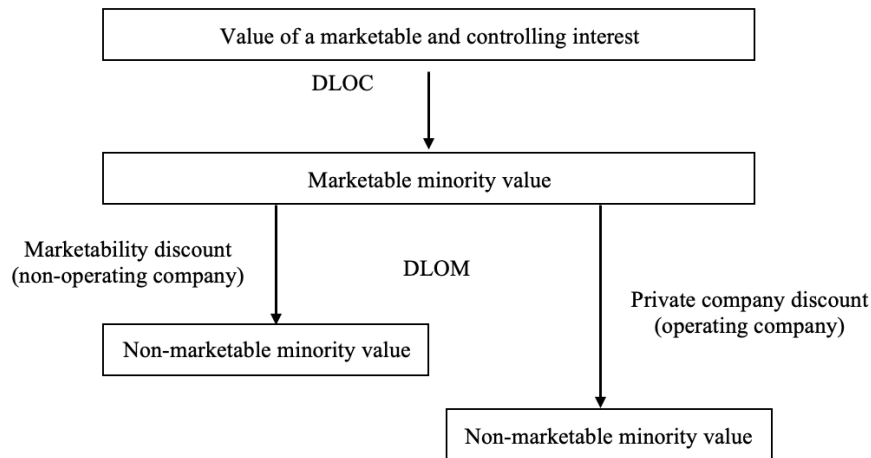 Value of a marketable and controlling interest
DLOC
Marketable minority value
Marketability discount
(non-operating company)
DLOM
Private company discount
(operating company)
Non-marketable minority value
Non-marketable minority value